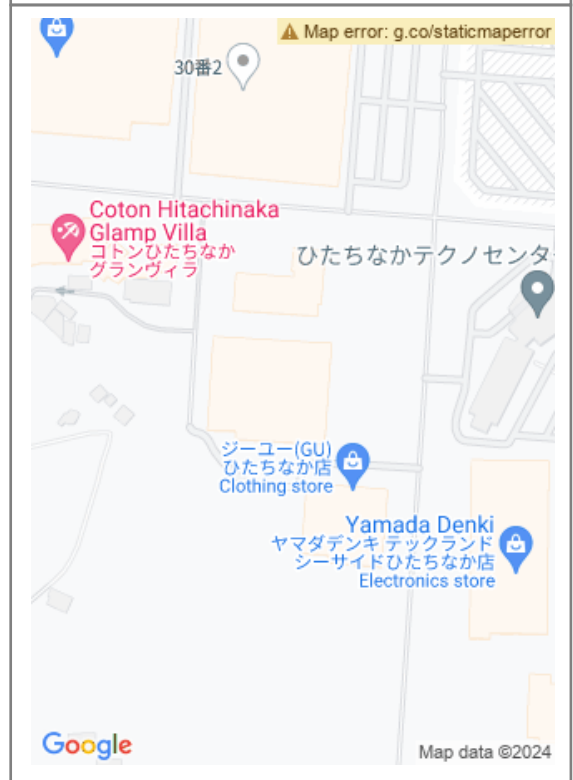 Map error: g.co/staticmaperror
30番2
Coton Hitachinaka
Glamp Villa
コトンひたちなか
グランヴィラ
ひたちなかテクノセンタ
ジーユー(GU)
ひたちなか店
Clothing store
Yamada Denki
ヤマダデンキ テックランド
シーサイドひたちなか店
Electronics store
Google
Map data ©2024